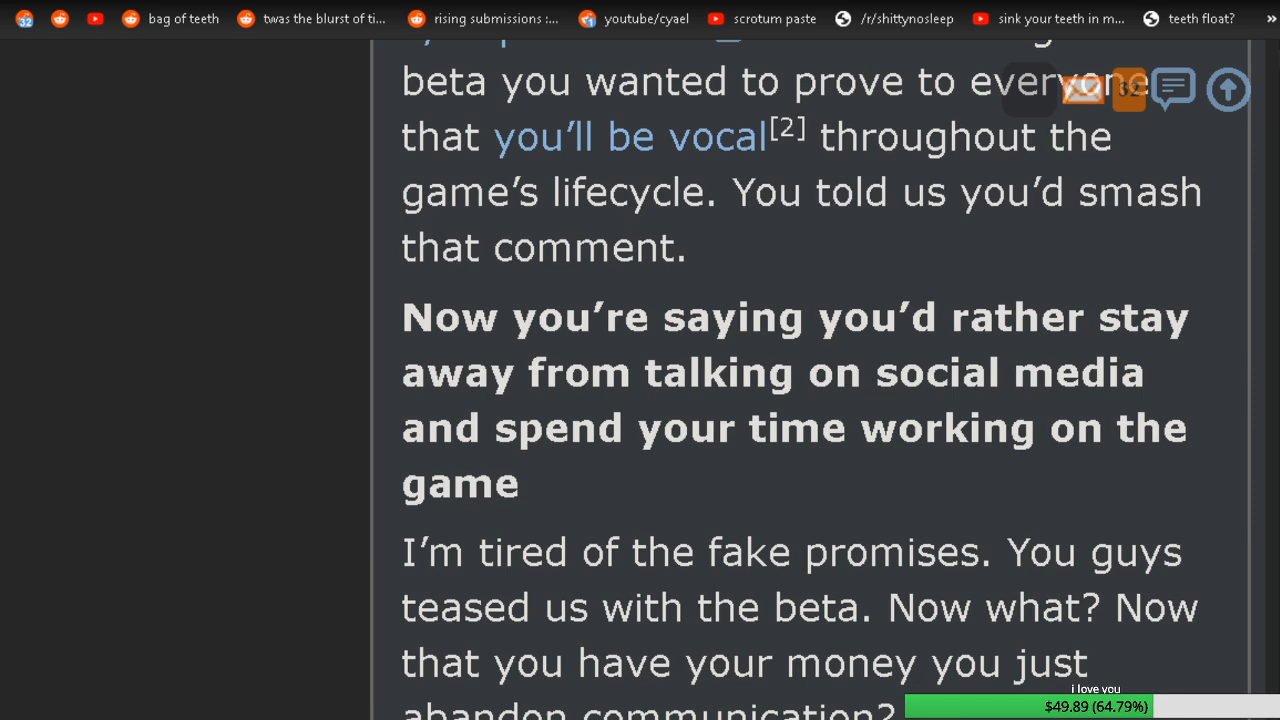 bag of teeth
twas the blurst of ti...
rising submissions :...
youtube/cyael
scrotum paste
/r/shittynosleep
sink your teeth in m...
teeth float?
»
beta you wanted to prove to everyone
32
that you’ll be vocal[2] throughout the
game’s lifecycle. You told us you’d smash
that comment.
Now you’re saying you’d rather stay
away from talking on social media
and spend your time working on the
game
I’m tired of the fake promises. You guys
teased us with the beta. Now what? Now
that you have your money you just
abandon communication?
i love you
$49.89 (64.79%)